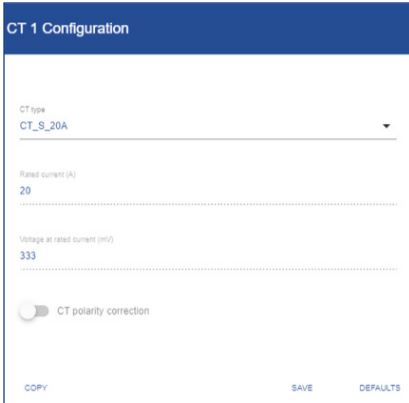 CT 1 Configuration
CT type
CT_S_20A
Rated current (A)
20
Voltage at rated current (mV)
333
CT polarity correction
COPY SAVE DEFAULTS